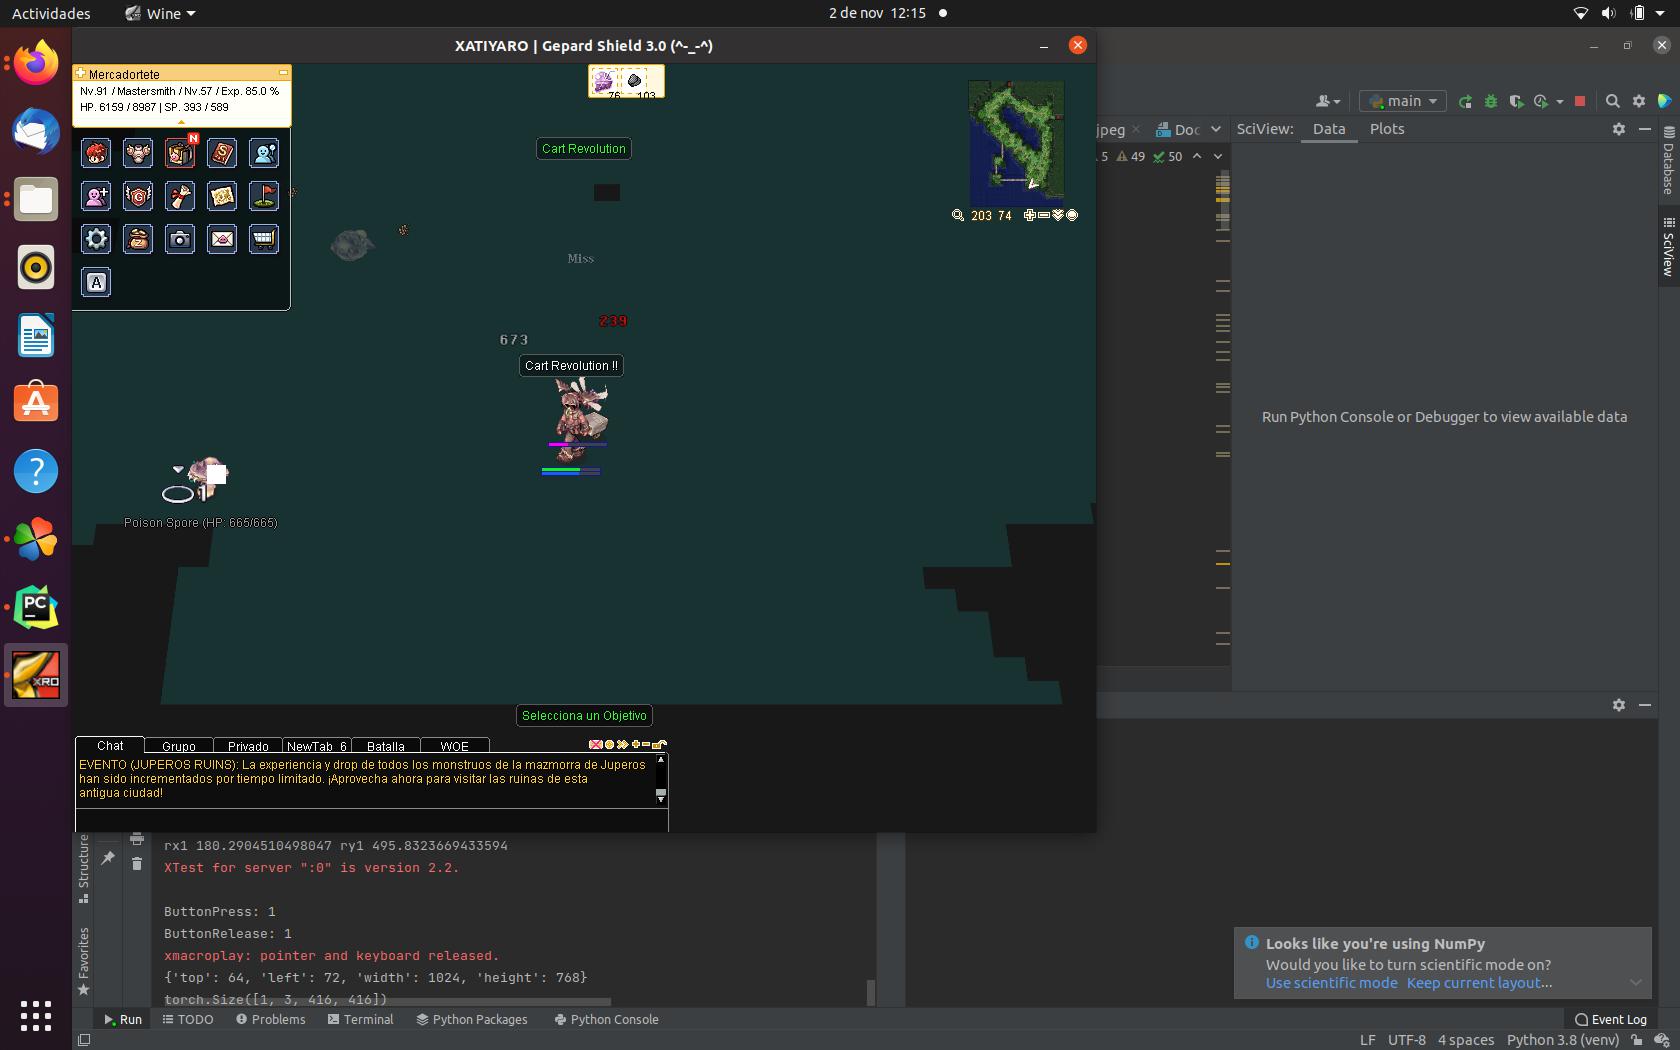 Actividades
Wine
2 de nov 12:15
XATIYARO | Gepard Shield 3.0 (^-_-^)
Mercadortete
Nv.91 / Mastersmith / Nv.57 / Exp. 85.0 %
HP. 6159 / 8987 | SP. 393 / 589
N
A
76
103
Cart Revolution
203 74
Miss
239
673
Cart Revolution !!
Poison Spore (HP: 665/665)
Selecciona un Objetivo
Chat
Grupo
Privado
NewTab_6
Batalla
WOE
EVENTO (JUPEROS RUINS): La experiencia y drop de todos los monstruos de la mazmorra de Juperos
han sido incrementados por tiempo limitado. ¡Aprovecha ahora para visitar las ruinas de esta
antigua ciudad!
main
jpeg
Doc
SciView:
Data
Plots
5
49
50
Database
SciView
Run Python Console or Debugger to view available data
PC
XRO
Structure
Favorites
rx1 180.2904510498047 ry1 495.8323669433594
XTest for server ":0" is version 2.2.
ButtonPress: 1
ButtonRelease: 1
xmacroplay: pointer and keyboard released.
{'top': 64, 'left': 72, 'width': 1024, 'height': 768}
torch.Size([1, 3, 416, 416])
Looks like you're using NumPy
Would you like to turn scientific mode on?
Use scientific mode
Keep current layout...
Run
TODO
Problems
Terminal
Python Packages
Python Console
Event Log
LF
UTF-8
4 spaces
Python 3.8 (venv)